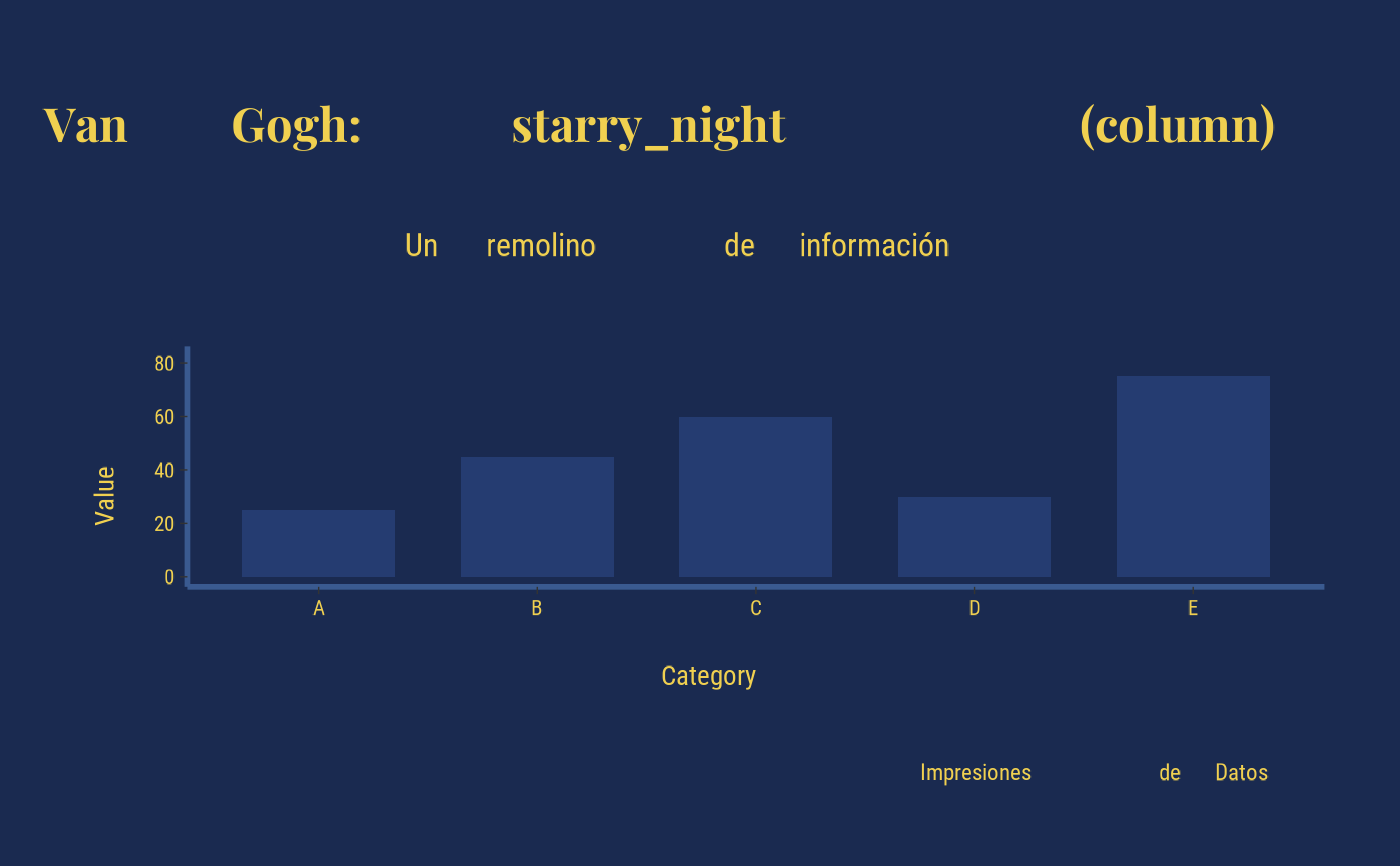 Van Gogh: starry_night (column)
Un remolino de información
80
60
40
20
0
Value
A B C D E
Category
Impresiones de Datos